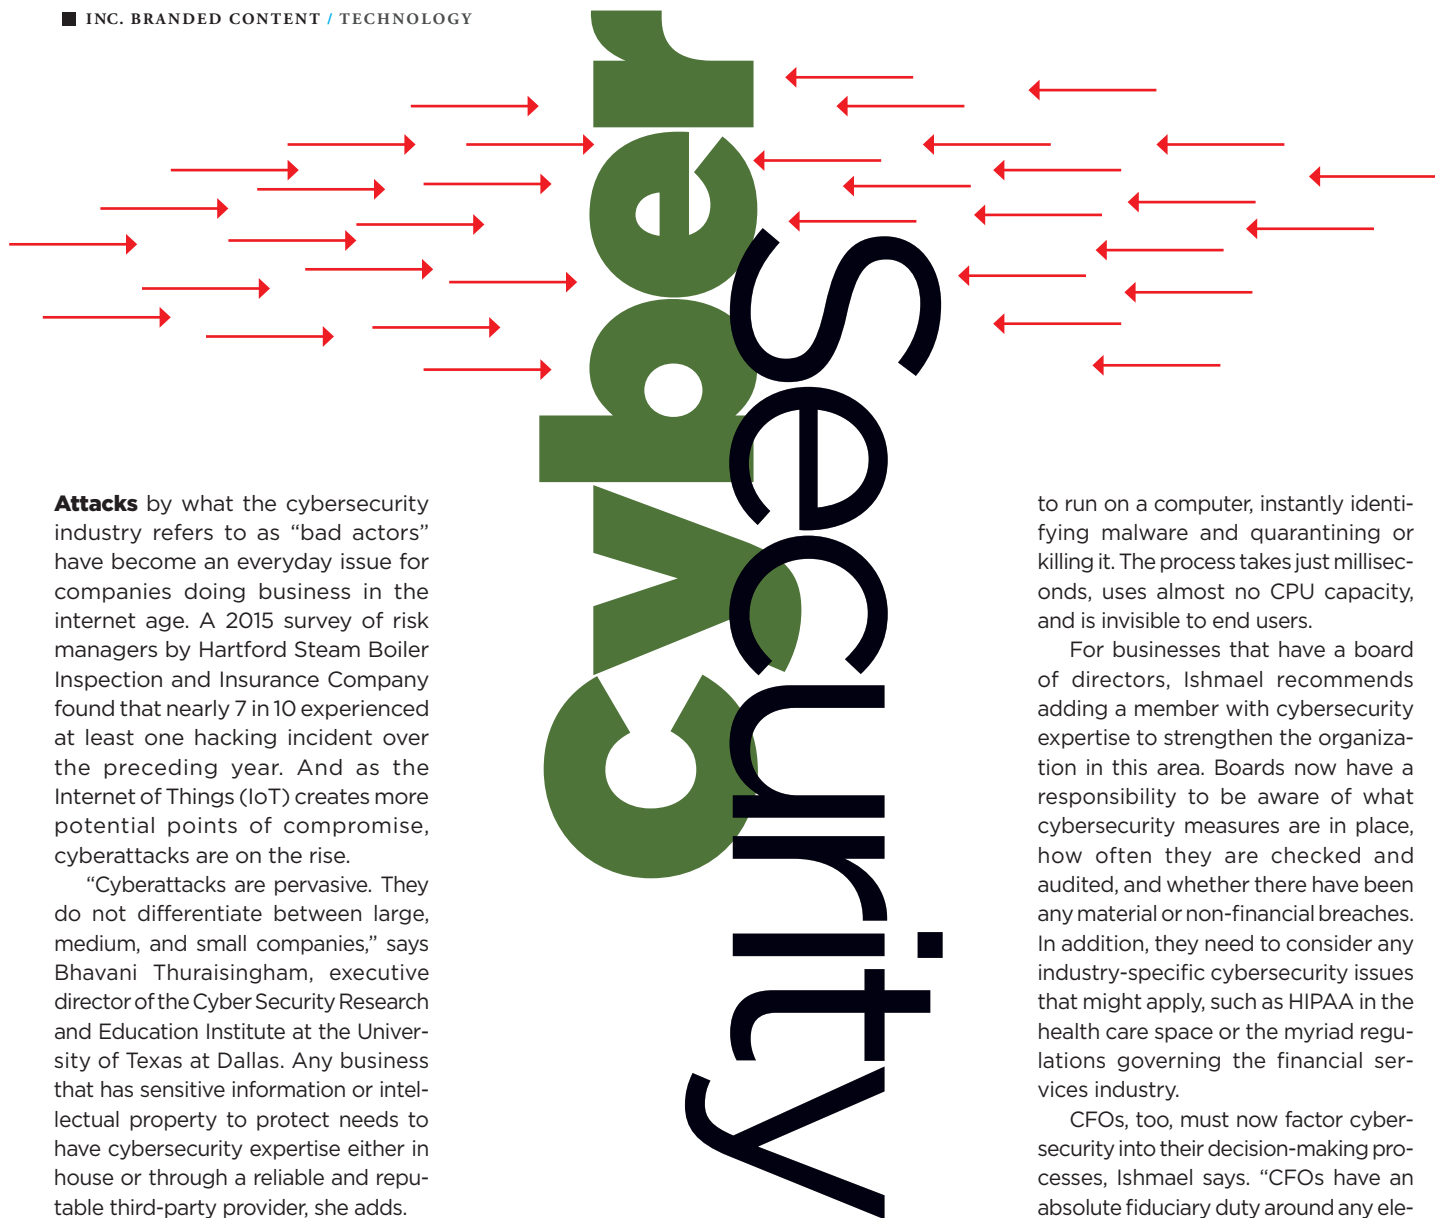 INC. BRANDED CONTENT / TECHNOLOGY
Cyber
Security
Attacks by what the cybersecurity
industry refers to as “bad actors”
have become an everyday issue for
companies doing business in the
internet age. A 2015 survey of risk
managers by Hartford Steam Boiler
Inspection and Insurance Company
found that nearly 7 in 10 experienced
at least one hacking incident over
the preceding year. And as the
Internet of Things (IoT) creates more
potential points of compromise,
cyberattacks are on the rise.
“Cyberattacks are pervasive. They
do not differentiate between large,
medium, and small companies,” says
Bhavani Thuraisingham, executive
director of the Cyber Security Research
and Education Institute at the Univer-
sity of Texas at Dallas. Any business
that has sensitive information or intel-
lectual property to protect needs to
have cybersecurity expertise either in
house or through a reliable and repu-
table third-party provider, she adds.
to run on a computer, instantly identi-
fying malware and quarantining or
killing it. The process takes just millisec-
onds, uses almost no CPU capacity,
and is invisible to end users.
For businesses that have a board
of directors, Ishmael recommends
adding a member with cybersecurity
expertise to strengthen the organiza-
tion in this area. Boards now have a
responsibility to be aware of what
cybersecurity measures are in place,
how often they are checked and
audited, and whether there have been
any material or non-financial breaches.
In addition, they need to consider any
industry-specific cybersecurity issues
that might apply, such as HIPAA in the
health care space or the myriad regu-
lations governing the financial ser-
vices industry.
CFOs, too, must now factor cyber-
security into their decision-making pro-
cesses, Ishmael says. “CFOs have an
absolute fiduciary duty around any ele-